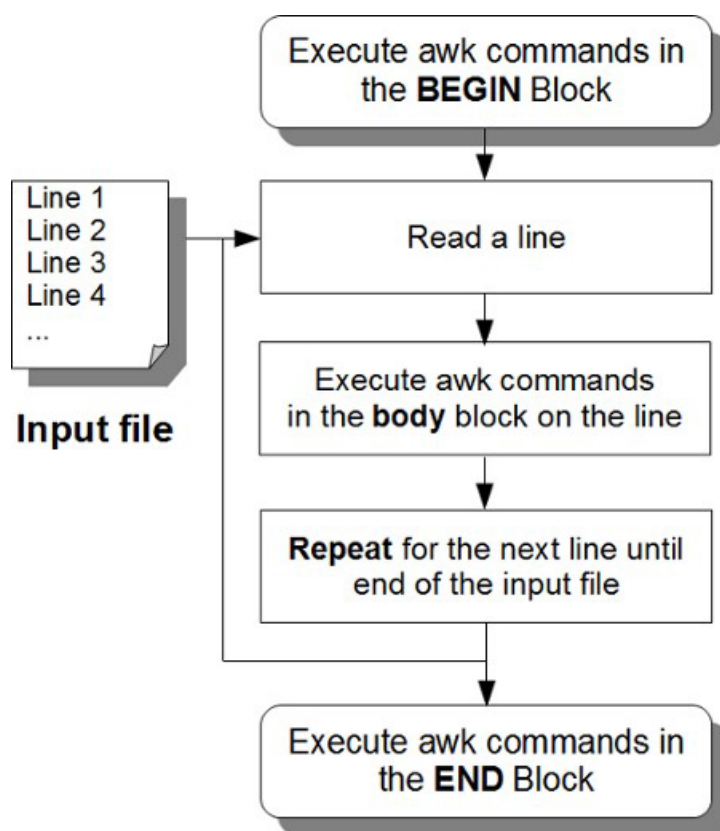 Execute awk commands in
the BEGIN Block
Line 1
Line 2
Line 3
Line 4
...
Input file
Read a line
Execute awk commands
in the body block on the line
Repeat for the next line until
end of the input file
Execute awk commands in
the END Block